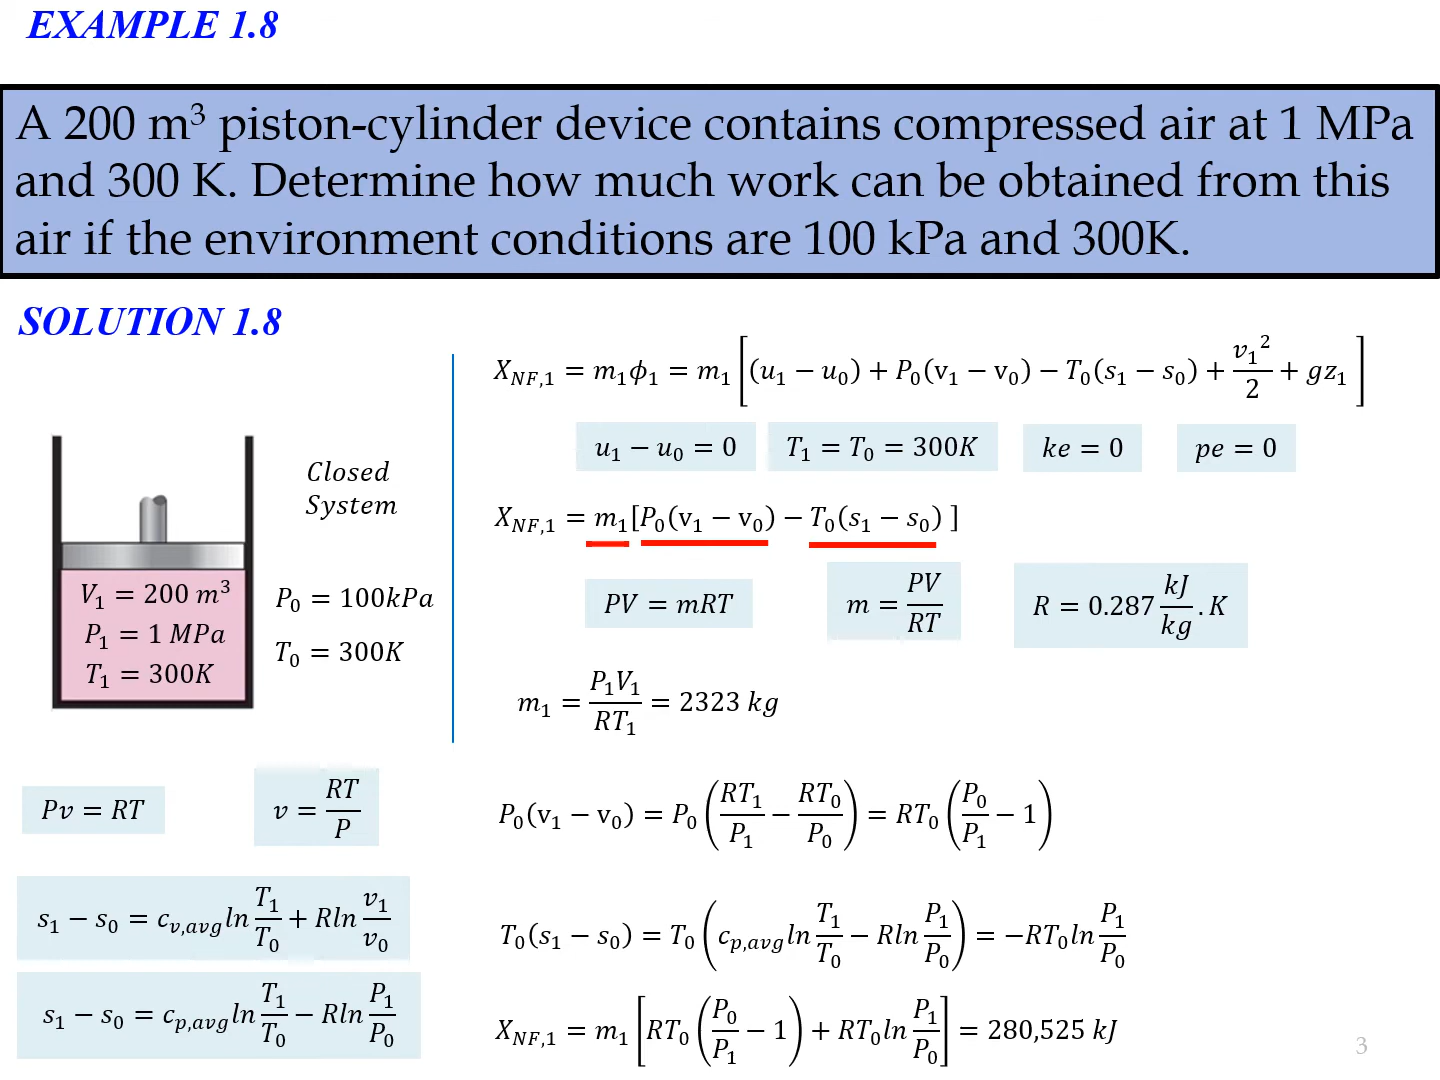 EXAMPLE 1.8
A 200 m³ piston-cylinder device contains compressed air at 1 MPa
and 300 K. Determine how much work can be obtained from this
air if the environment conditions are 100 kPa and 300K.
SOLUTION 1.8
Closed
System
V₁ = 200 m³
P₁ = 1 MPa
T₁ = 300K
P₀ = 100kPa
T₀ = 300K
X_{NF,1} = m₁ϕ₁ = m₁[(u₁ − u₀) + P₀(v₁ − v₀) − T₀(s₁ − s₀) + v₁²/2 + gz₁]
u₁ − u₀ = 0
T₁ = T₀ = 300K
ke = 0
pe = 0
X_{NF,1} = m₁[P₀(v₁ − v₀) − T₀(s₁ − s₀) ]
PV = mRT
m = PV/RT
R = 0.287 kJ/kg . K
m₁ = P₁V₁/RT₁ = 2323 kg
Pv = RT
v = RT/P
P₀(v₁ − v₀) = P₀(RT₁/P₁ − RT₀/P₀) = RT₀(P₀/P₁ − 1)
s₁ − s₀ = c_{v,avg}ln T₁/T₀ + Rln v₁/v₀
T₀(s₁ − s₀) = T₀(c_{p,avg}ln T₁/T₀ − Rln P₁/P₀) = −RT₀ln P₁/P₀
s₁ − s₀ = c_{p,avg}ln T₁/T₀ − Rln P₁/P₀
X_{NF,1} = m₁[RT₀(P₀/P₁ − 1) + RT₀ln P₁/P₀] = 280,525 kJ
3